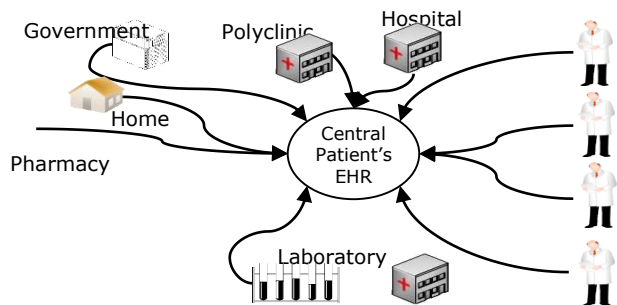 Government
Polyclinic
Hospital
Home
Pharmacy
Central
Patient's
EHR
Laboratory